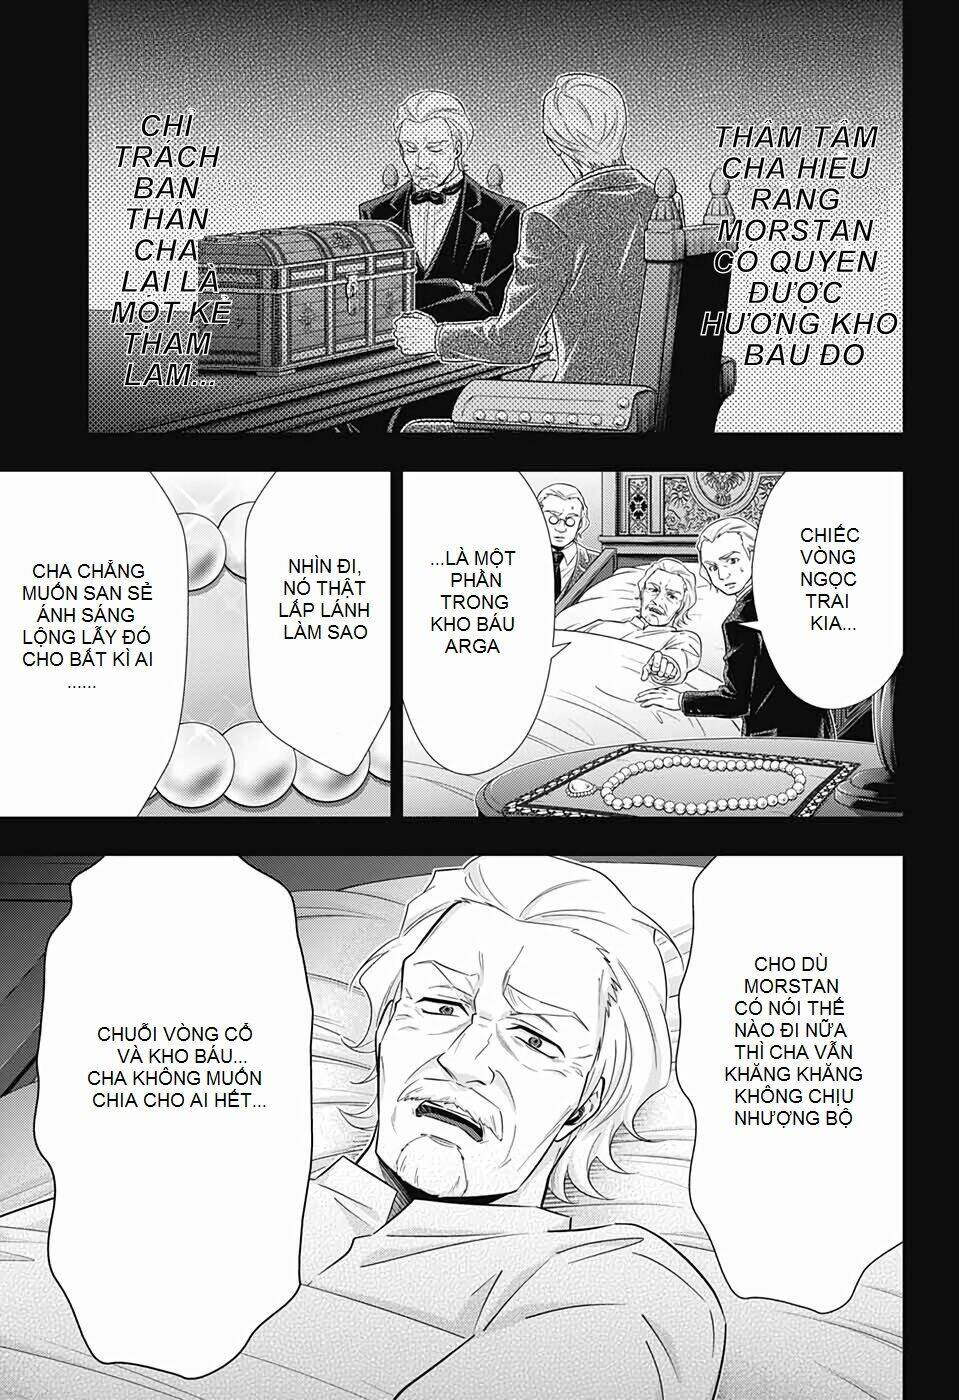 THÂM TÂM
CHA HIỂU
RẰNG
MORSTAN
CÓ QUYỀN
ĐƯỢC
HƯỞNG KHO
BÁU ĐÓ
CHỈ
TRÁCH
BẢN
THÂN
CHA
LẠI LÀ
MỘT KẺ
THAM
LAM...
CHIẾC
VÒNG
NGỌC
TRAI
KIA...
...LÀ MỘT
PHẦN
TRONG
KHO BÁU
ARGA
NHÌN ĐI,
NÓ THẬT
LẤP LÁNH
LÀM SAO
CHA CHẲNG
MUỐN SAN SẺ
ÁNH SÁNG
LỘNG LẪY ĐÓ
CHO BẤT KÌ AI
......
CHO DÙ
MORSTAN
CÓ NÓI THẾ
NÀO ĐI NỮA
THÌ CHA VẪN
KHĂNG KHĂNG
KHÔNG CHỊU
NHƯỢNG BỘ
CHUỖI VÒNG CỔ
VÀ KHO BÁU...
CHA KHÔNG MUỐN
CHIA CHO AI HẾT...